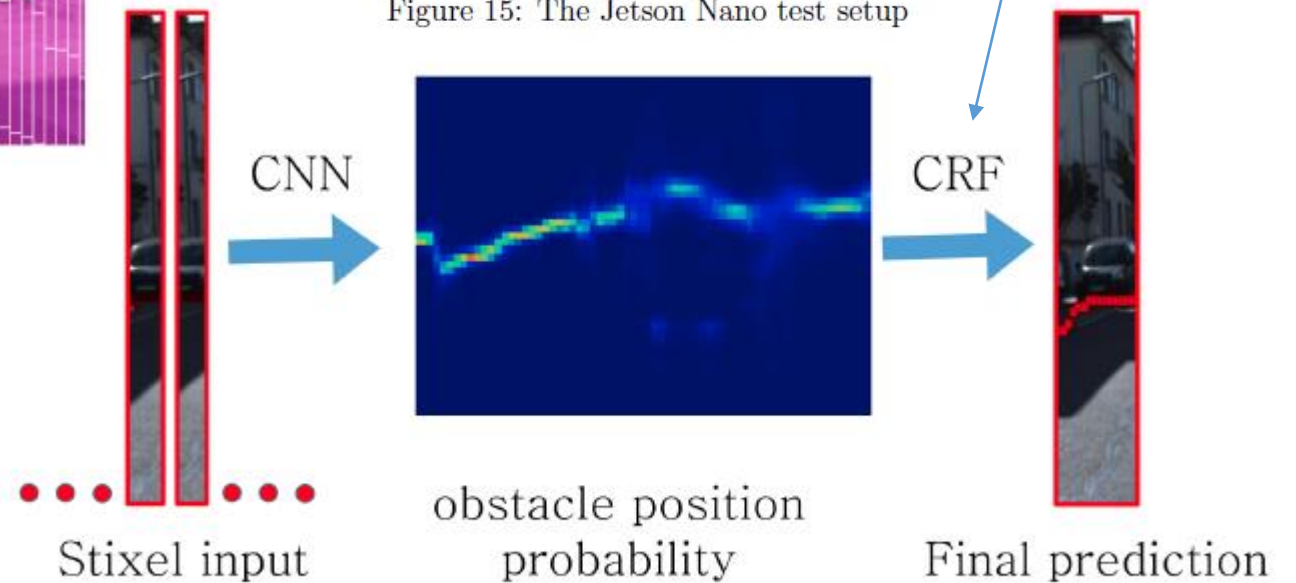 Figure 15: The Jetson Nano test setup
CNN
CRF
Stixel input
obstacle position
probability
Final prediction